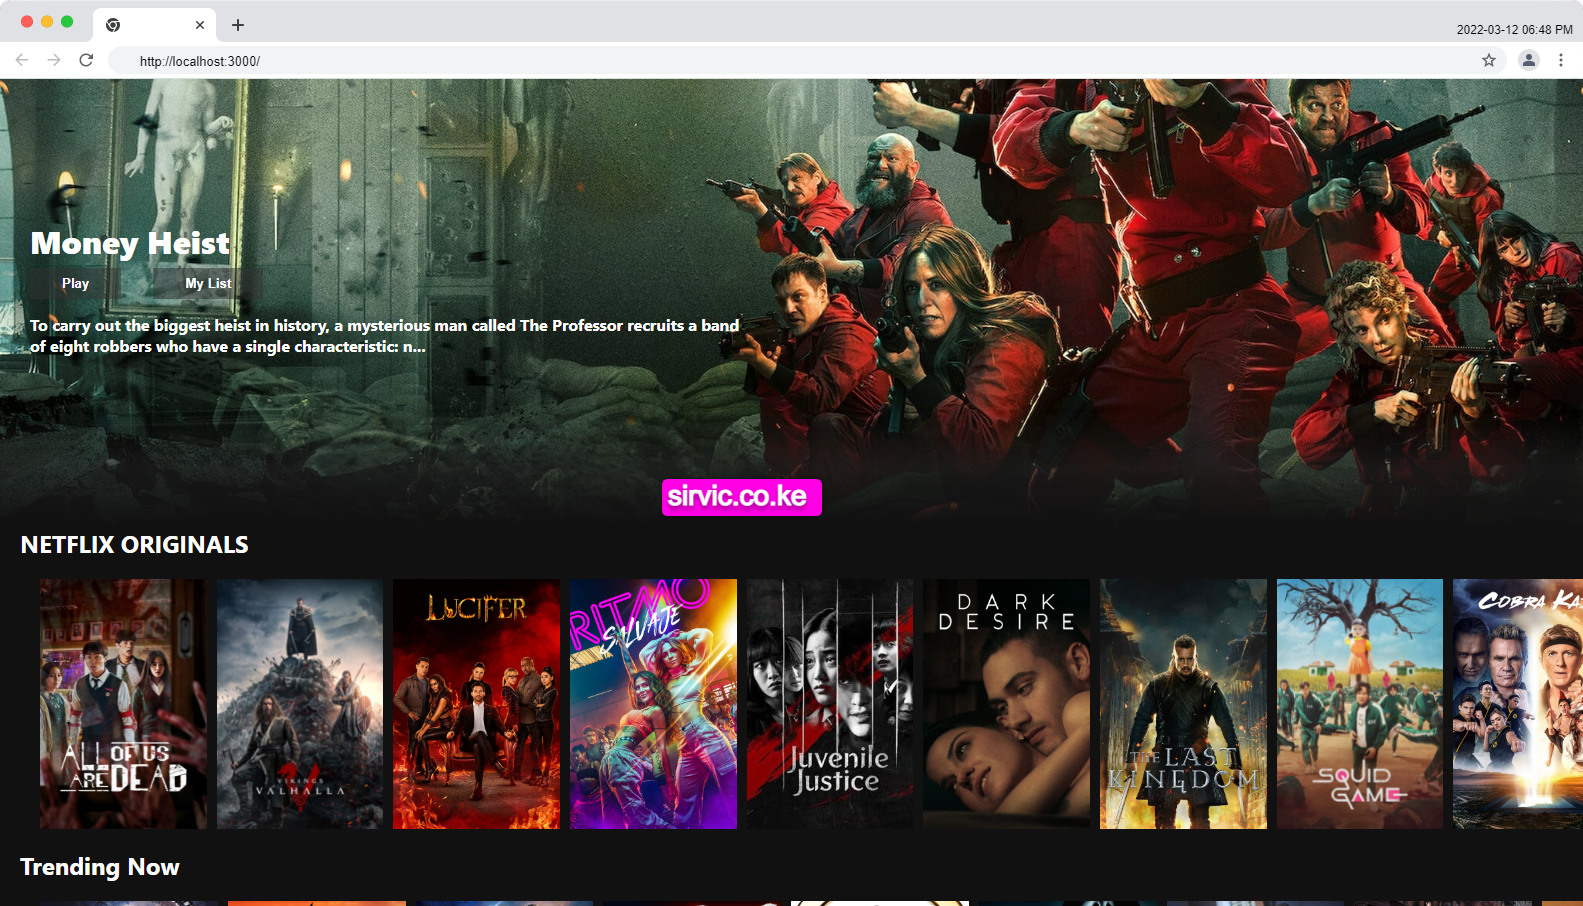 2022-03-12 06:48 PM
http://localhost:3000/
Money Heist
Play
My List
To carry out the biggest heist in history, a mysterious man called The Professor recruits a band
of eight robbers who have a single characteristic: n...
sirvic.co.ke
NETFLIX ORIGINALS
ALL OF US
ARE DEAD
VIKINGS
VALHALLA
LUCIFER
RITMO
SALVAJE
Juvenile
Justice
DARK
DESIRE
THE LAST
KINGDOM
SQUID
GAME
COBRA KA
Trending Now